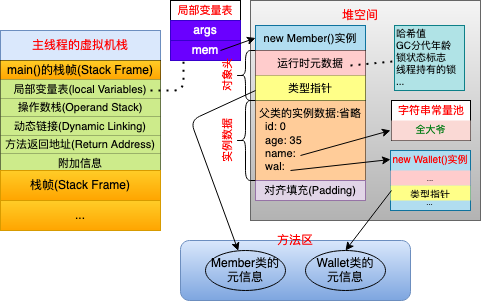 主线程的虚拟机栈
main()的栈帧(Stack Frame)
局部变量表(local Variables)
操作数栈(Operand Stack)
动态链接(Dynamic Linking)
方法返回地址(Return Address)
附加信息
栈帧(Stack Frame)
...
局部变量表
args
mem
堆空间
new Member()实例
对象头
运行时元数据
类型指针
实例数据
父类的实例数据:省略
id: 0
age: 35
name:
wal:
对齐填充(Padding)
哈希值
GC分代年龄
锁状态标志
线程持有的锁
...
字符串常量池
全大爷
new Wallet()实例
...
类型指针
...
方法区
Member类的
元信息
Wallet类的
元信息